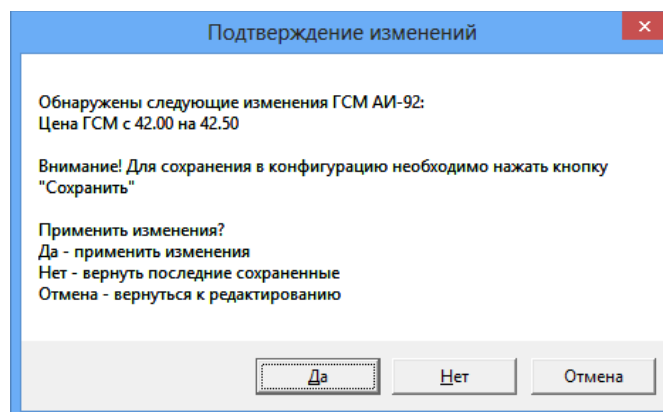 Подтверждение изменений
Обнаружены следующие изменения ГСМ АИ-92:
Цена ГСМ с 42.00 на 42.50
Внимание! Для сохранения в конфигурацию необходимо нажать кнопку
"Сохранить"
Применить изменения?
Да - применить изменения
Нет - вернуть последние сохраненные
Отмена - вернуться к редактированию
Да
Нет
Отмена